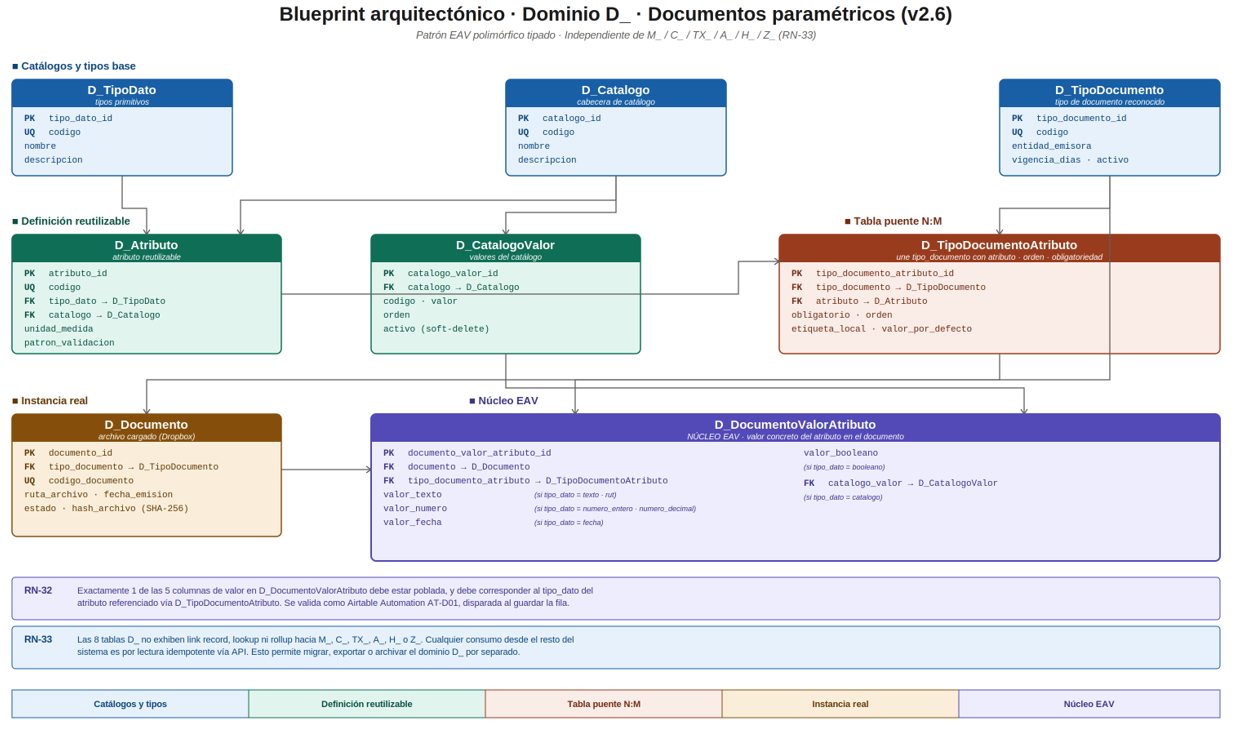 Blueprint arquitectónico · Dominio D_ · Documentos paramétricos (v2.6)
Patrón EAV polimórfico tipado · Independiente de M_ / C_ / TX_ / A_ / H_ / Z_ (RN-33)
■ Catálogos y tipos base
D_TipoDato
tipos primitivos
PK tipo_dato_id
UQ codigo
nombre
descripcion
D_Catalogo
cabecera de catálogo
PK catalogo_id
UQ codigo
nombre
descripcion
D_TipoDocumento
tipo de documento reconocido
PK tipo_documento_id
UQ codigo
entidad_emisora
vigencia_dias · activo
■ Definición reutilizable
D_Atributo
atributo reutilizable
PK atributo_id
UQ codigo
FK tipo_dato → D_TipoDato
FK catalogo → D_Catalogo
unidad_medida
patron_validacion
D_CatalogoValor
valores del catálogo
PK catalogo_valor_id
FK catalogo → D_Catalogo
codigo · valor
orden
activo (soft-delete)
■ Tabla puente N:M
D_TipoDocumentoAtributo
une tipo_documento con atributo · orden · obligatoriedad
PK tipo_documento_atributo_id
FK tipo_documento → D_TipoDocumento
FK atributo → D_Atributo
obligatorio · orden
etiqueta_local · valor_por_defecto
■ Instancia real
D_Documento
archivo cargado (Dropbox)
PK documento_id
FK tipo_documento → D_TipoDocumento
UQ codigo_documento
ruta_archivo · fecha_emision
estado · hash_archivo (SHA-256)
■ Núcleo EAV
D_DocumentoValorAtributo
NÚCLEO EAV · valor concreto del atributo en el documento
PK documento_valor_atributo_id
FK documento → D_Documento
FK tipo_documento_atributo → D_TipoDocumentoAtributo
valor_texto (si tipo_dato = texto · rut)
valor_numero (si tipo_dato = numero_entero · numero_decimal)
valor_fecha (si tipo_dato = fecha)
valor_booleano
(si tipo_dato = booleano)
FK catalogo_valor → D_CatalogoValor
(si tipo_dato = catalogo)
RN-32 Exactamente 1 de las 5 columnas de valor en D_DocumentoValorAtributo debe estar poblada, y debe corresponder al tipo_dato del
atributo referenciado vía D_TipoDocumentoAtributo. Se valida como Airtable Automation AT-D01, disparada al guardar la fila.
RN-33 Las 8 tablas D_ no exhiben link record, lookup ni rollup hacia M_, C_, TX_, A_, H_ o Z_. Cualquier consumo desde el resto del
sistema es por lectura idempotente vía API. Esto permite migrar, exportar o archivar el dominio D_ por separado.
Catálogos y tipos
Definición reutilizable
Tabla puente N:M
Instancia real
Núcleo EAV